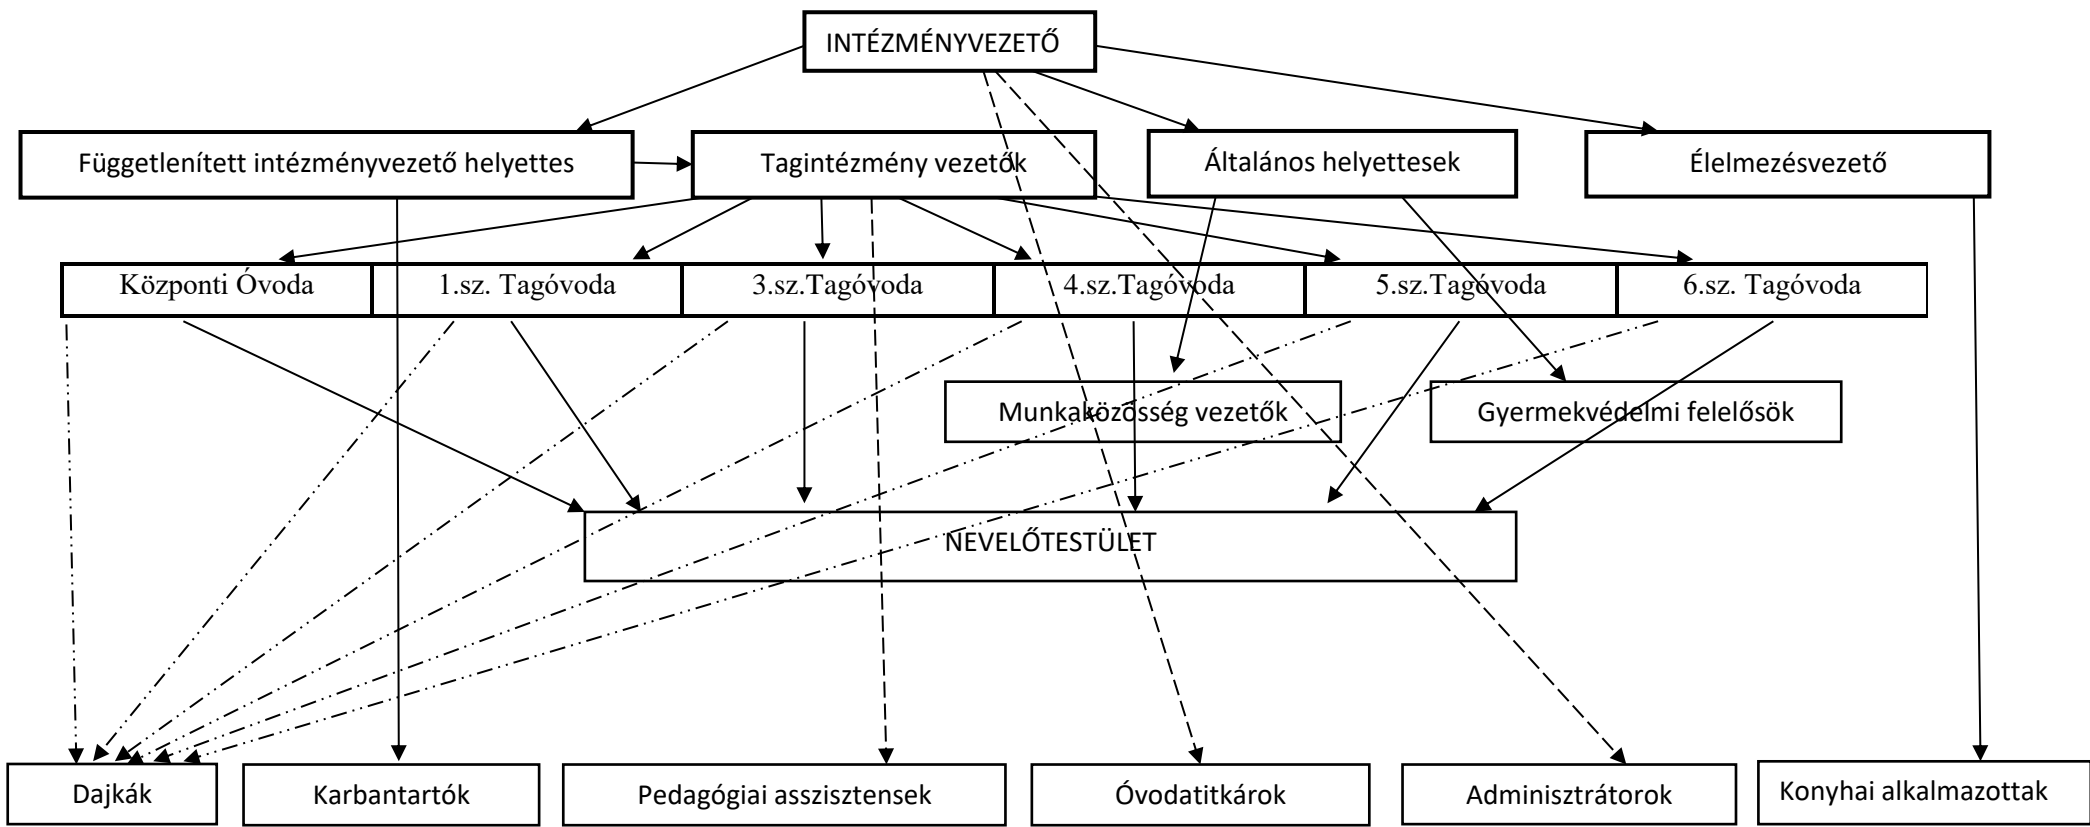 INTÉZMÉNYVEZETŐ
Függetlenített intézményvezető helyettes
Tagintézmény vezetők
Általános helyettesek
Élelmezésvezető
Központi Óvoda
1.sz. Tagóvoda
3.sz.Tagóvoda
4.sz.Tagóvoda
5.sz.Tagóvoda
6.sz. Tagóvoda
Munkaközösség vezetők
Gyermekvédelmi felelősök
NEVELŐTESTÜLET
Dajkák
Karbantartók
Pedagógiai asszisztensek
Óvodatitkárok
Adminisztrátorok
Konyhai alkalmazottak